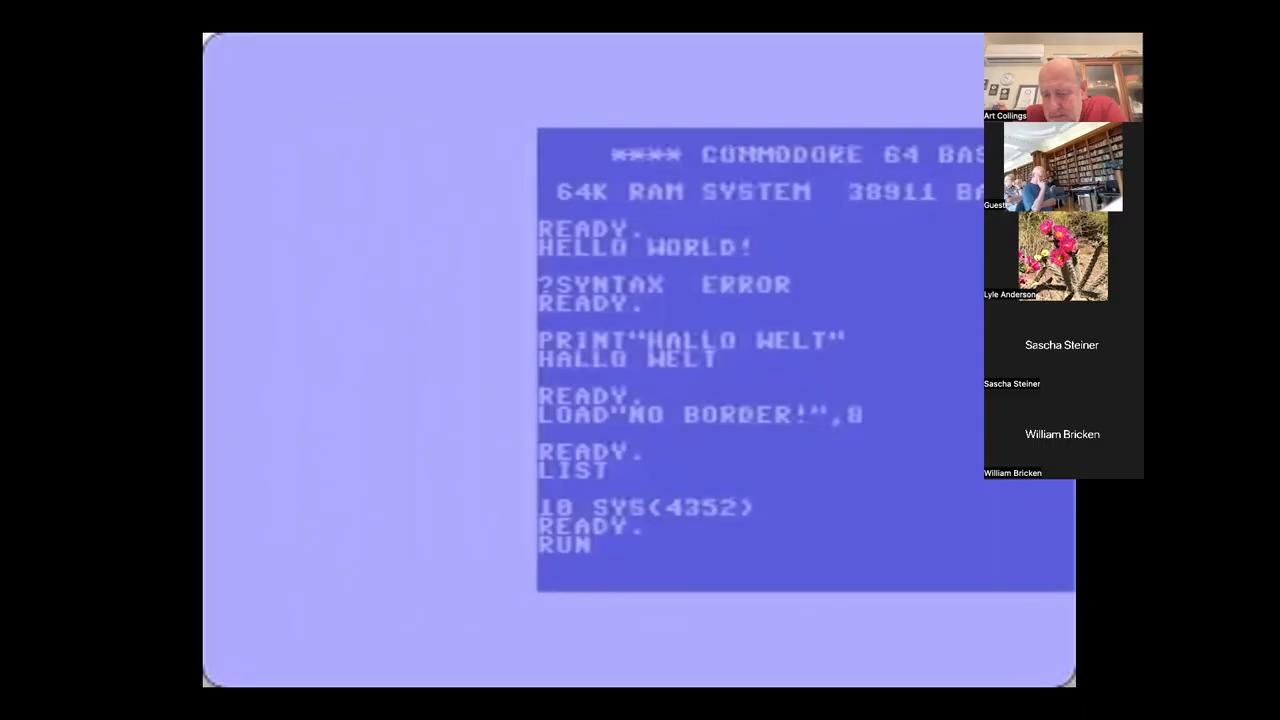 **** COMMODORE 64 BAS
64K RAM SYSTEM 38911 BA
READY.
HELLO WORLD!
?SYNTAX ERROR
READY.
PRINT"HALLO WELT"
HALLO WELT
READY.
LOAD"NO BORDER!",8
READY.
LIST
10 SYS(4352)
READY.
RUN
Art Collings
Guest
Lyle Anderson
Sascha Steiner
Sascha Steiner
William Bricken
William Bricken